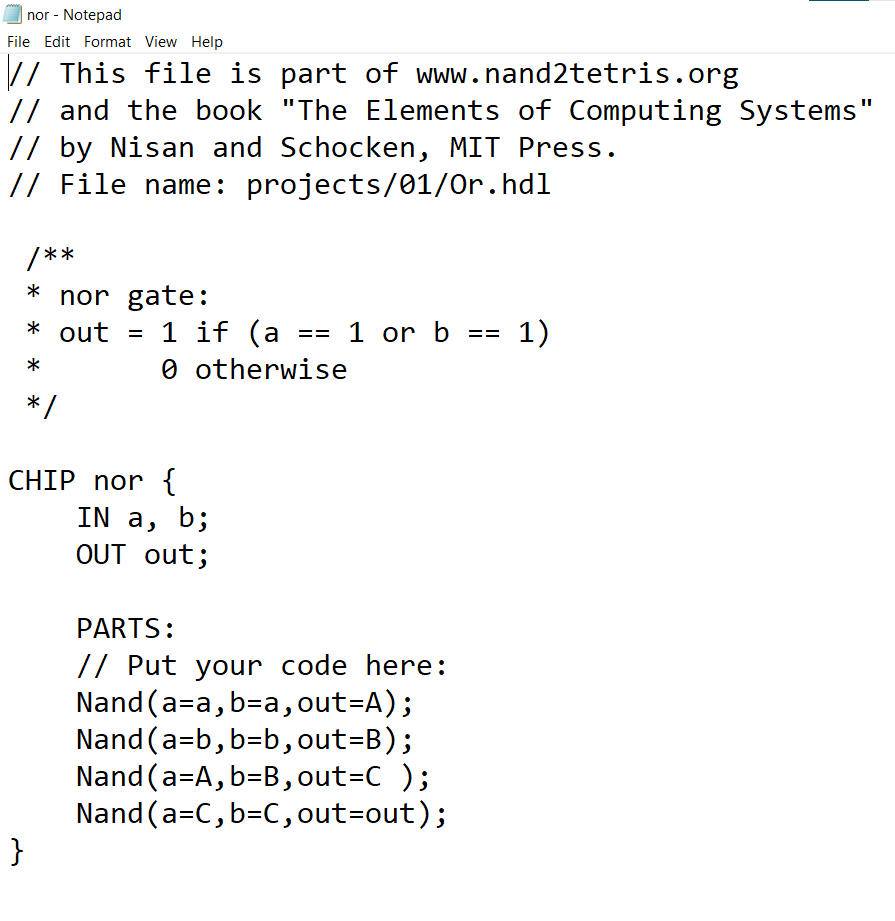 nor - Notepad
File Edit Format View Help
// This file is part of www.nand2tetris.org
// and the book "The Elements of Computing Systems"
// by Nisan and Schocken, MIT Press.
// File name: projects/01/Or.hdl
/**
* nor gate:
* out = 1 if (a == 1 or b == 1)
*       0 otherwise
*/
CHIP nor {
    IN a, b;
    OUT out;
    PARTS:
    // Put your code here:
    Nand(a=a,b=a,out=A);
    Nand(a=b,b=b,out=B);
    Nand(a=A,b=B,out=C );
    Nand(a=C,b=C,out=out);
}